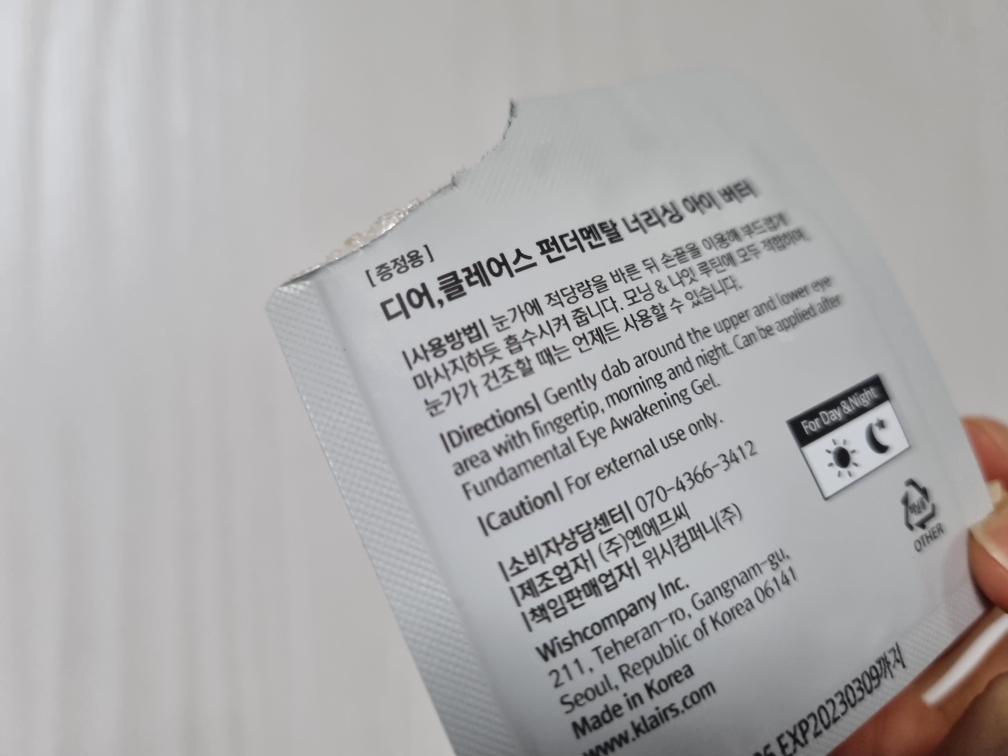 [증정용]
디어,클레어스 펀더멘탈 너리싱 아이 버터
|사용방법| 눈가에 적당량을 바른 뒤 손끝을 이용해 부드럽게
마사지하듯 흡수시켜 줍니다. 모닝 & 나잇 루틴에 모두 적합하며,
눈가가 건조할 때는 언제든 사용할 수 있습니다.
|Directions| Gently dab around the upper and lower eye
area with fingertip, morning and night. Can be applied after
Fundamental Eye Awakening Gel.
|Caution| For external use only.
For Day & Night
|소비자상담센터| 070-4366-3412
|제조업자| (주)엔에프씨
|책임판매업자| 위시컴퍼니(주)
OTHER
Wishcompany Inc.
211, Teheran-ro, Gangnam-gu,
Seoul, Republic of Korea 06141
Made in Korea
www.klairs.com
EXP20230309까지